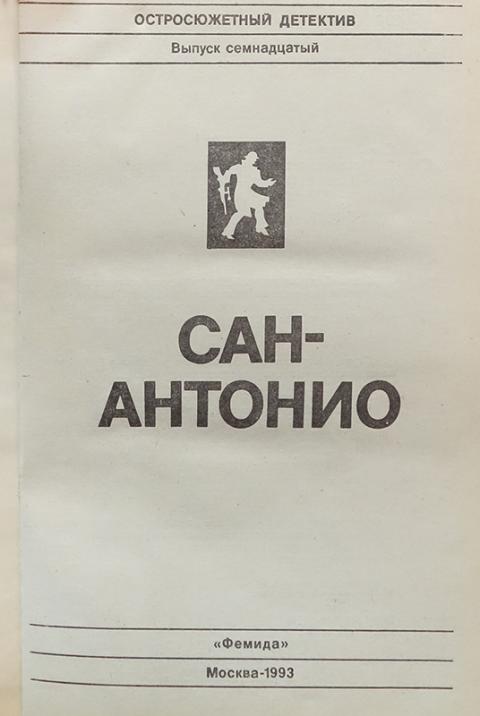 ОСТРОСЮЖЕТНЫЙ ДЕТЕКТИВ
Выпуск семнадцатый
САН-
АНТОНИО
«Фемида»
Москва-1993